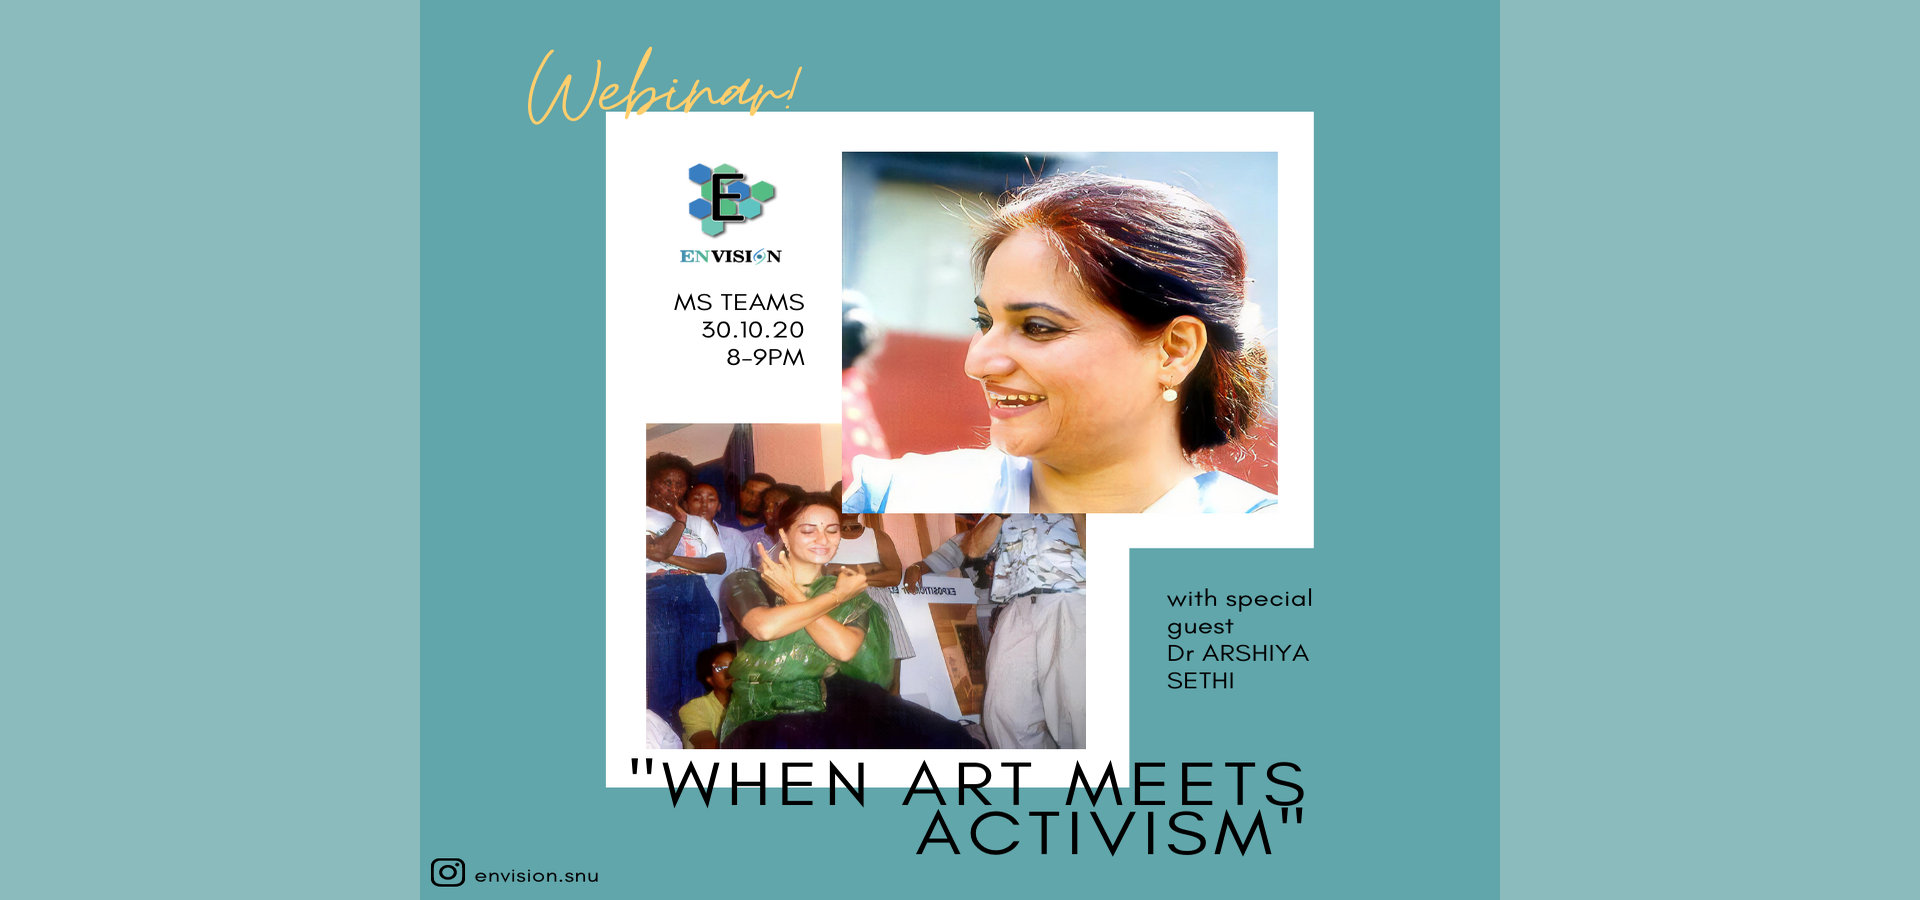 Webinar!
E
ENVISION
MS TEAMS
30.10.20
8-9PM
with special
guest
Dr ARSHIYA
SETHI
"WHEN ART MEETS
ACTIVISM"
envision.snu